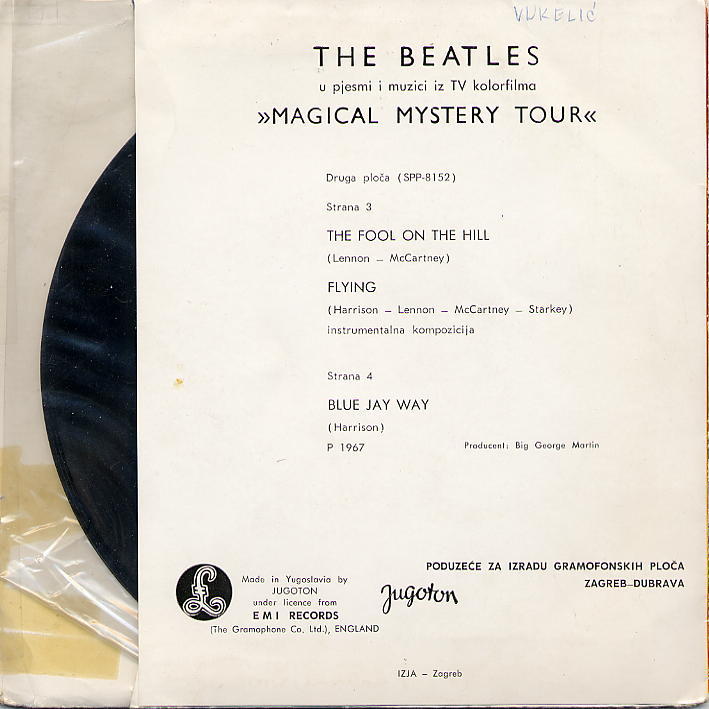 VUKELIĆ
THE BEATLES
u pjesmi i muzici iz TV kolorfilma
»MAGICAL MYSTERY TOUR«
Druga ploča (SPP-8152)
Strana 3
THE FOOL ON THE HILL
(Lennon – McCartney)
FLYING
(Harrison – Lennon – McCartney – Starkey)
instrumentalna kompozicija
Strana 4
BLUE JAY WAY
(Harrison)
P 1967 Producent: Big George Martin
£
Made in Yugoslavia by
JUGOTON
under licence from
EMI RECORDS
(The Gramophone Co. Ltd.), ENGLAND
Jugoton
PODUZEĆE ZA IZRADU GRAMOFONSKIH PLOČA
ZAGREB–DUBRAVA
IZJA – Zagreb